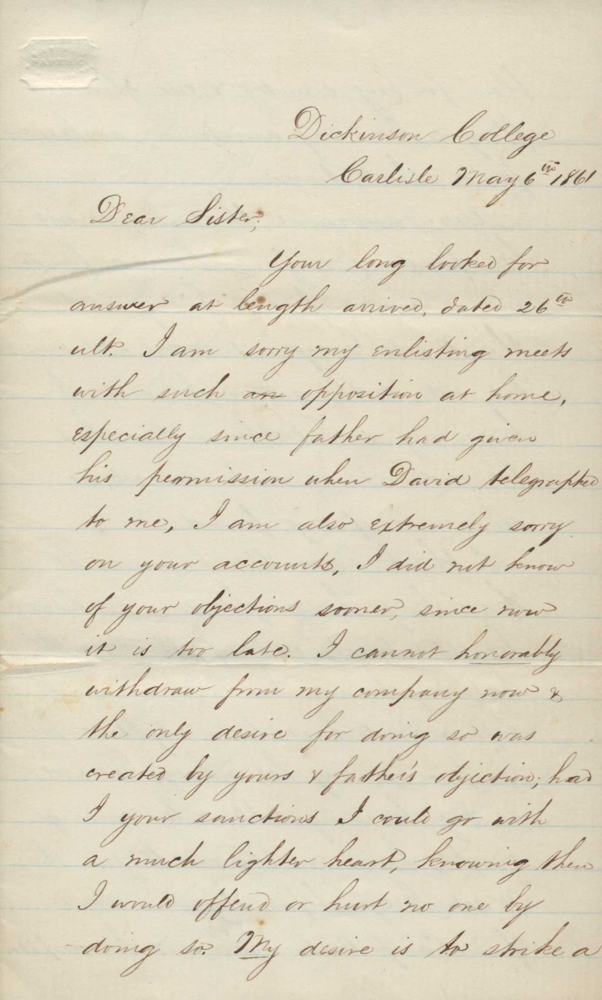 Dickinson College
Carlisle May 6th 1861
Dear Sister;
Your long looked for
answer at length arrived, dated 26th
ult. I am sorry my enlisting meets
with such an opposition at home,
especially since father had given
his permission when David telegraphed
to me, I am also extremely sorry
on your accounts, I did not know
of your objections sooner, since now
it is too late. I cannot honorably
withdraw from my company now &
the only desire for doing so was
created by yours & father's objection; had
I your sanctions I could go with
a much lighter heart, knowing then
I would offend or hurt no one by
doing so. My desire is to strike a